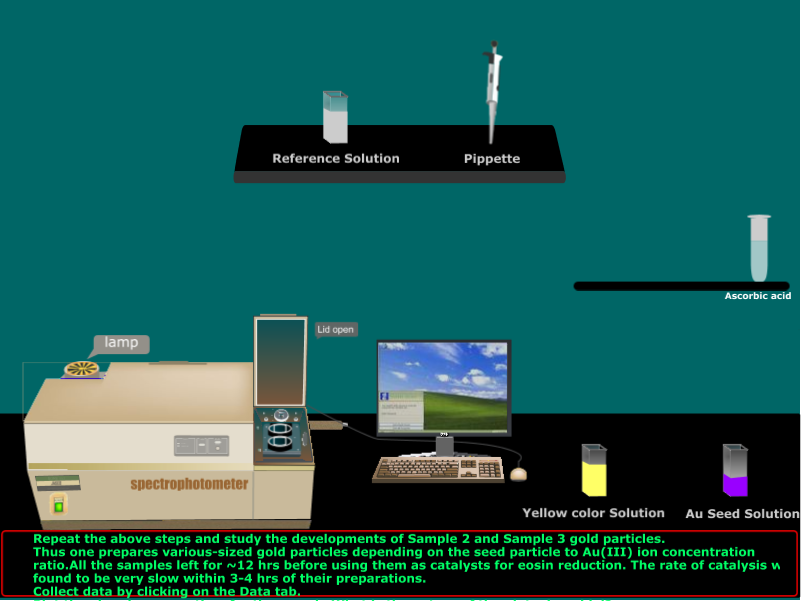 Reference Solution
Pippette
Ascorbic acid
Lid open
lamp
spectrophotometer
Yellow color Solution
Au Seed Solution
Repeat the above steps and study the developments of Sample 2 and Sample 3 gold particles.
Thus one prepares various-sized gold particles depending on the seed particle to Au(III) ion concentration
ratio.All the samples left for ~12 hrs before using them as catalysts for eosin reduction. The rate of catalysis
found to be very slow within 3-4 hrs of their preparations.
Collect data by clicking on the Data tab.